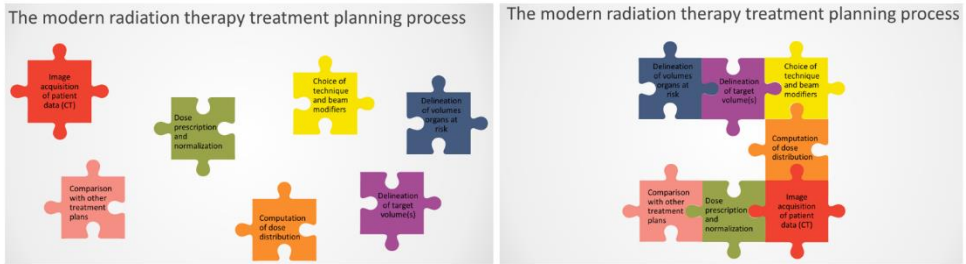 The modern radiation therapy treatment planning process
Image
acquisition
of patient
data (CT)
Dose
prescription
and
normalization
Choice of
technique
and beam
modifiers
Delineation
of volumes
organs at
risk
Comparison
with other
treatment
plans
Computation
of dose
distribution
Delineation
of target
volume(s)
The modern radiation therapy treatment planning process
Delineation
of volumes
organs at
risk
Delineation
of target
volume(s)
Choice of
technique
and beam
modifiers
Computation
of dose
distribution
Comparison
with other
treatment
plans
Dose
prescription
and
normalization
Image
acquisition
of patient
data (CT)